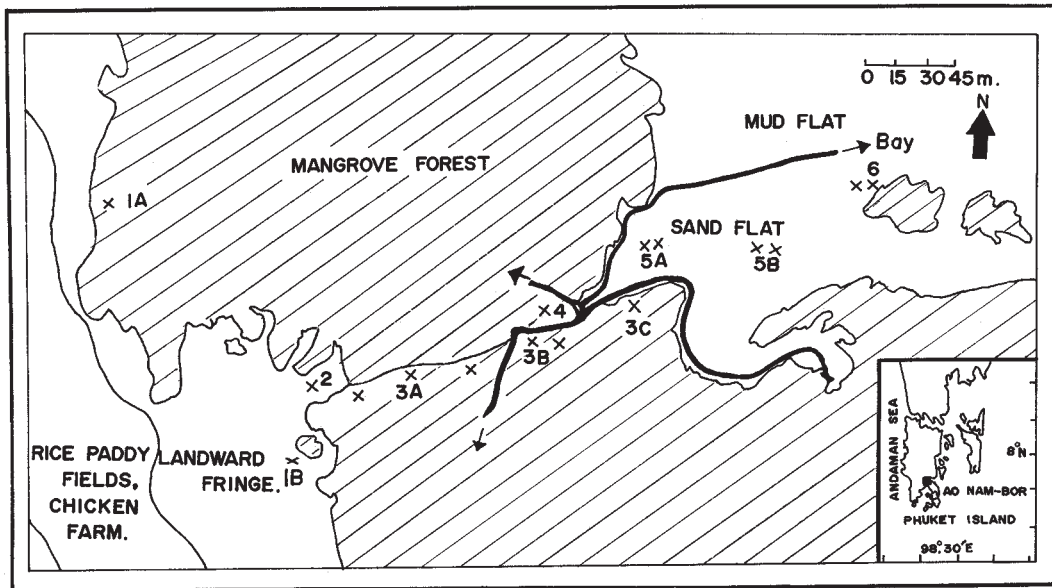 0 15 30 45 m.
N
MUD FLAT
Bay
MANGROVE FOREST
6
1A
SAND FLAT
5A
5B
4
3C
3B
2
3A
RICE PADDY
FIELDS,
CHICKEN
FARM.
LANDWARD
FRINGE.
1B
ANDAMAN SEA
8°N
AO NAM-BOR
PHUKET ISLAND
98°30'E